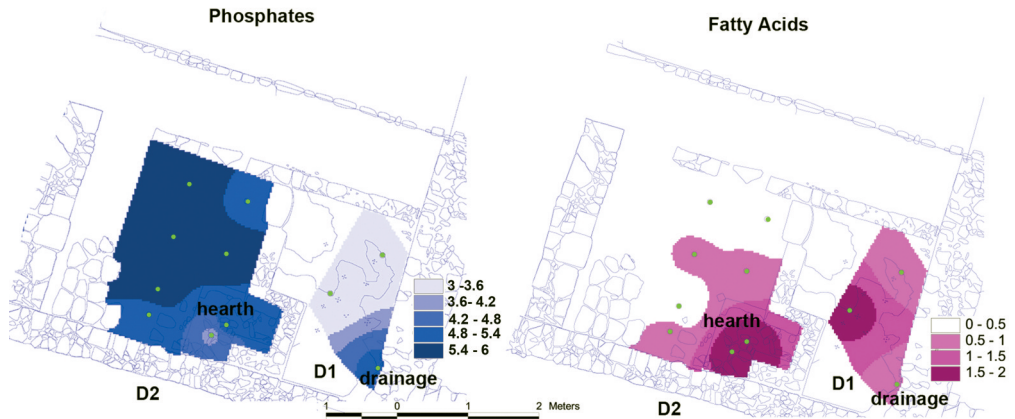 Phosphates
Fatty Acids
hearth
3 -3.6
3.6- 4.2
4.2 - 4.8
4.8 - 5.4
5.4 - 6
D1
drainage
D2
hearth
0 - 0.5
0.5 - 1
1 - 1.5
1.5 - 2
D1
drainage
D2
1 0 1 2 Meters